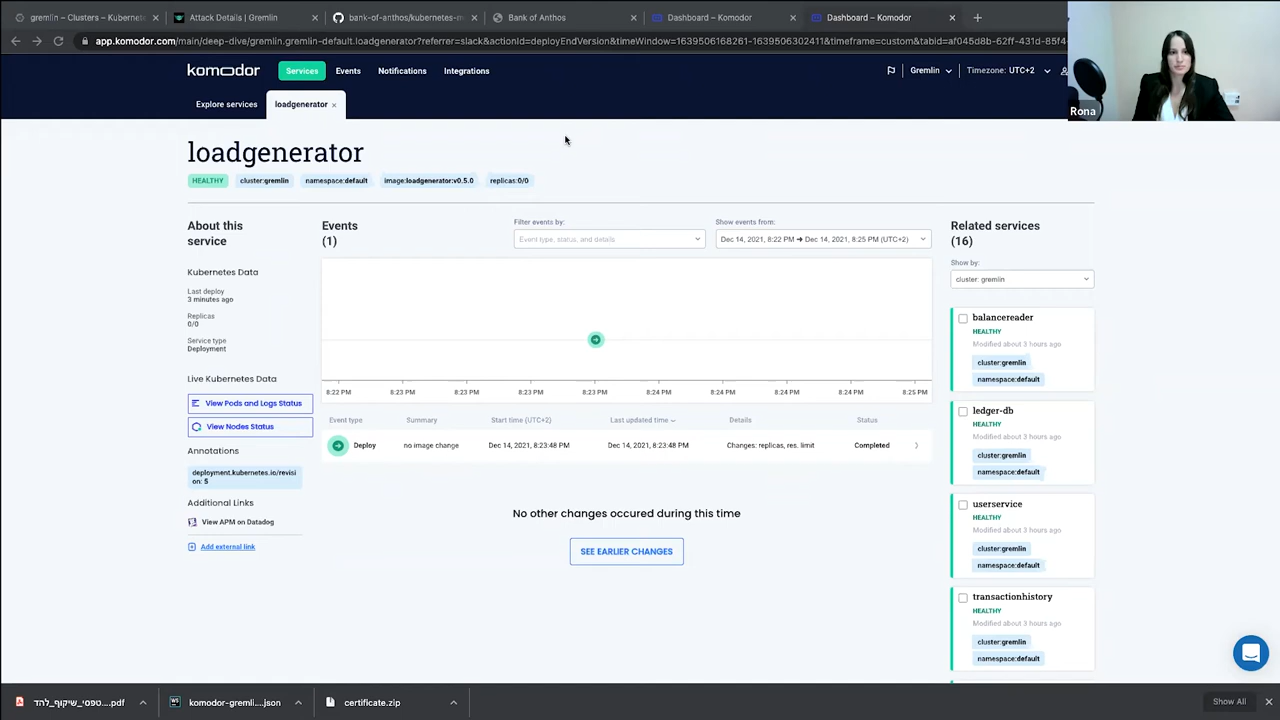 gremlin – Clusters – Kubernet
Attack Details | Gremlin
bank-of-anthos/kubernetes-m
Bank of Anthos
Dashboard – Komodor
Dashboard – Komodor
app.komodor.com/main/deep-dive/gremlin.gremlin-default.loadgenerator?referrer=slack&actionId=deployEndVersion&timeWindow=1639506168261-1639506302411&timeframe=custom&tabid=af045d8b-62ff-431d-85f4
komodor
Services
Events
Notifications
Integrations
Gremlin
Timezone: UTC+2
Rona
Explore services
loadgenerator
loadgenerator
HEALTHY
cluster:gremlin
namespace:default
image:loadgenerator:v0.5.0
replicas:0/0
About this
service
Kubernetes Data
Last deploy
3 minutes ago
Replicas
0/0
Service type
Deployment
Live Kubernetes Data
View Pods and Logs Status
View Nodes Status
Annotations
deployment.kubernetes.io/revisi
on: 5
Additional Links
View APM on Datadog
Add external link
Events
(1)
Filter events by:
Event type, status, and details
Show events from:
Dec 14, 2021, 8:22 PM ➔ Dec 14, 2021, 8:25 PM (UTC+2)
8:22 PM 8:23 PM 8:23 PM 8:23 PM 8:23 PM 8:24 PM 8:24 PM 8:24 PM 8:24 PM 8:25 PM
Event type Summary Start time (UTC+2) Last updated time Details Status
Deploy no image change Dec 14, 2021, 8:23:48 PM Dec 14, 2021, 8:23:48 PM Changes: replicas, res. limit Completed
No other changes occured during this time
SEE EARLIER CHANGES
Related services
(16)
Show by:
cluster: gremlin
balancereader
HEALTHY
Modified about 3 hours ago
cluster:gremlin
namespace:default
ledger-db
HEALTHY
Modified about 3 hours ago
cluster:gremlin
namespace:default
userservice
HEALTHY
Modified about 3 hours ago
cluster:gremlin
namespace:default
transactionhistory
HEALTHY
Modified about 3 hours ago
cluster:gremlin
namespace:default
ספטי_שיקוף_להד....pdf
komodor-gremli....json
certificate.zip
Show All